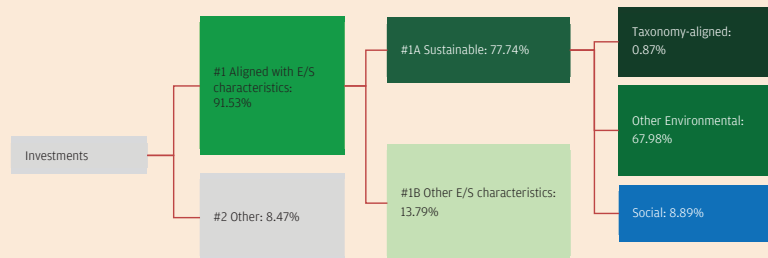 Investments
#1 Aligned with E/S
characteristics:
91.53%
#2 Other: 8.47%
#1A Sustainable: 77.74%
#1B Other E/S characteristics:
13.79%
Taxonomy-aligned:
0.87%
Other Environmental:
67.98%
Social: 8.89%